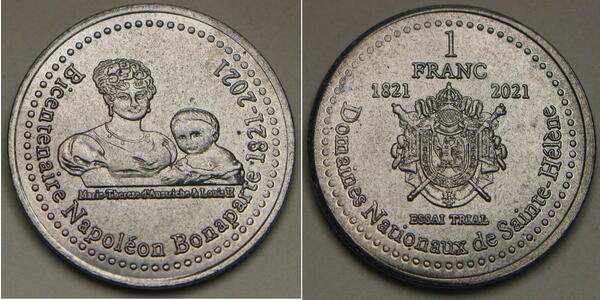 Bicentenaire Napoléon Bonaparte 1821-2021
Marie-Therese d'Autriche & Louis II
1
FRANC
1821 2021
ESSAI TRIAL
Domaines Nationaux de Sainte-Hélène